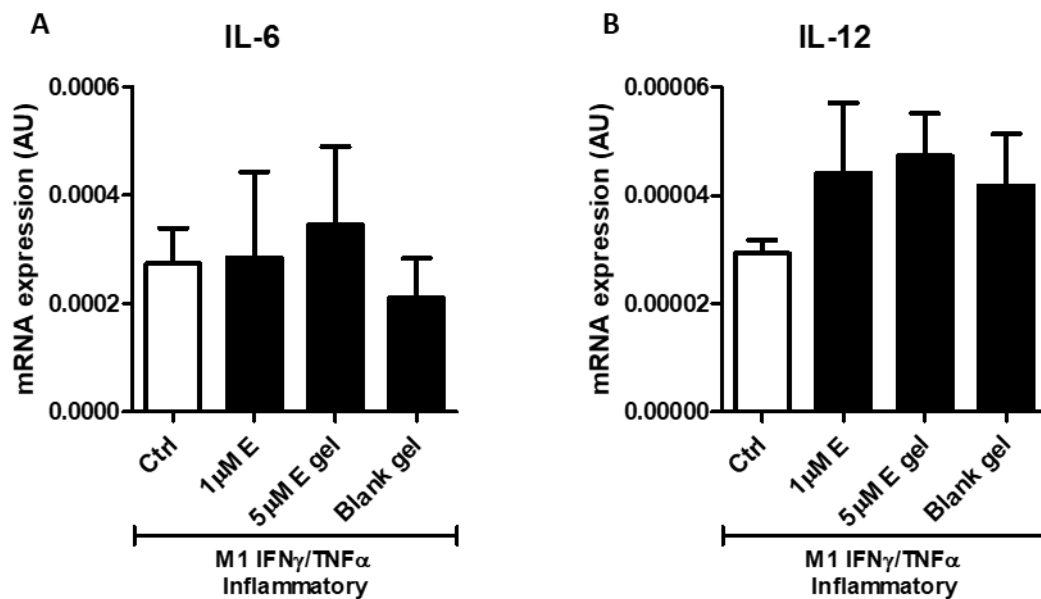 A
IL-6
mRNA expression (AU)
0.0006
0.0004
0.0002
0.0000
Ctrl
1µM E
5µM E gel
Blank gel
M1 IFNγ/TNFα
Inflammatory
B
IL-12
mRNA expression (AU)
0.00006
0.00004
0.00002
0.00000
Ctrl
1µM E
5µM E gel
Blank gel
M1 IFNγ/TNFα
Inflammatory